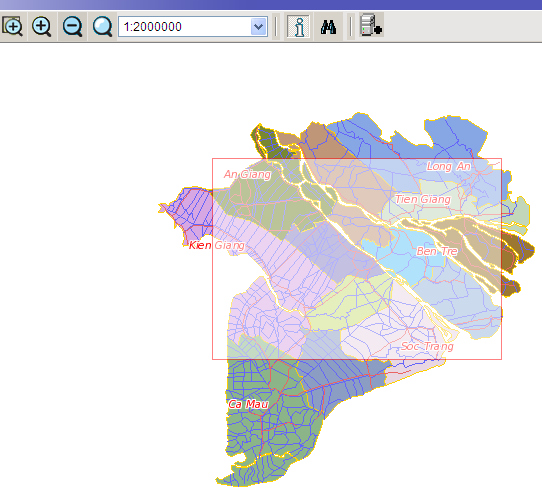 1:2000000
Long An
An Giang
Tien Giang
Kien Giang
Ben Tre
Soc Trang
Ca Mau